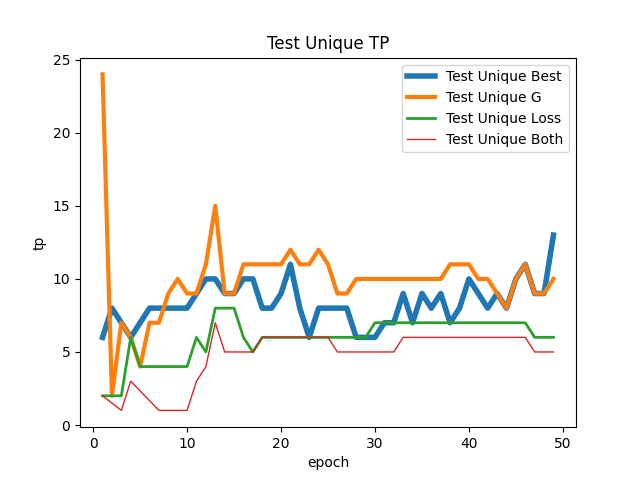 Test Unique TP
25
20
15
10
5
0
tp
Test Unique Best
Test Unique G
Test Unique Loss
Test Unique Both
0 10 20 30 40 50
epoch